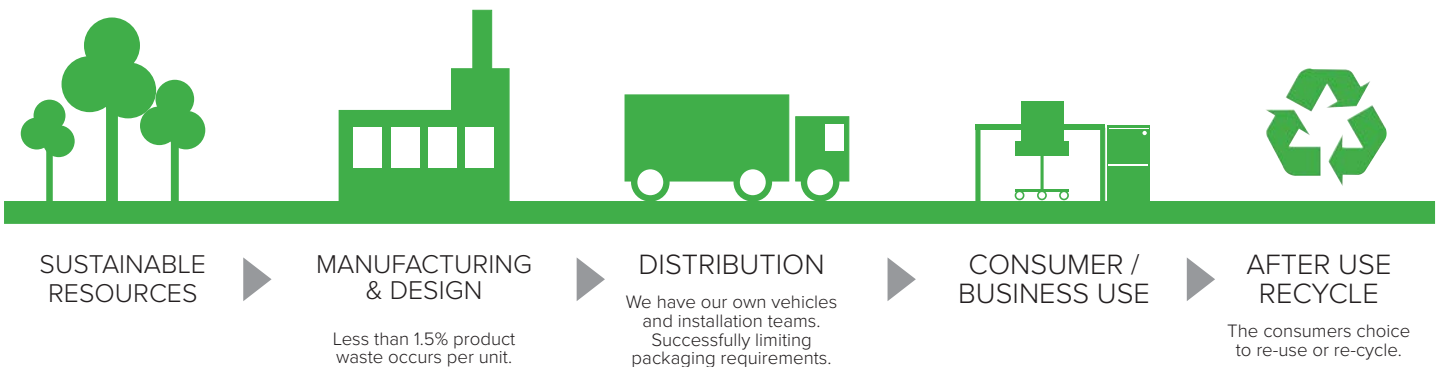 SUSTAINABLE
RESOURCES
MANUFACTURING
& DESIGN
Less than 1.5% product
waste occurs per unit.
DISTRIBUTION
We have our own vehicles
and installation teams.
Successfully limiting
packaging requirements.
CONSUMER /
BUSINESS USE
AFTER USE
RECYCLE
The consumers choice
to re-use or re-cycle.